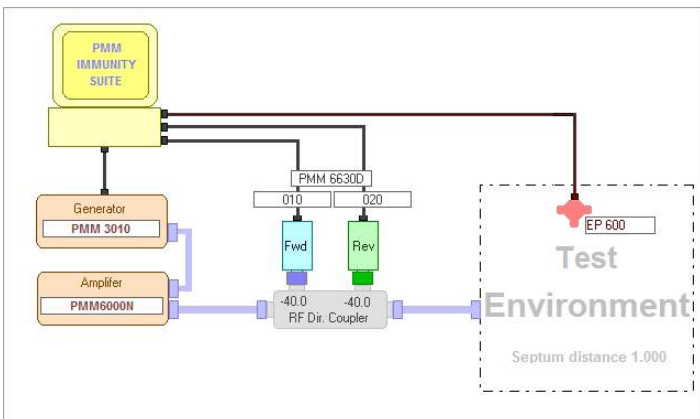 PMM
IMMUNITY
SUITE
PMM 6630D
010
020
Generator
PMM 3010
Fwd
Rev
EP 600
Test
Environment
Amplifer
PMM6000N
-40.0
-40.0
RF Dir. Coupler
Septum distance 1.000